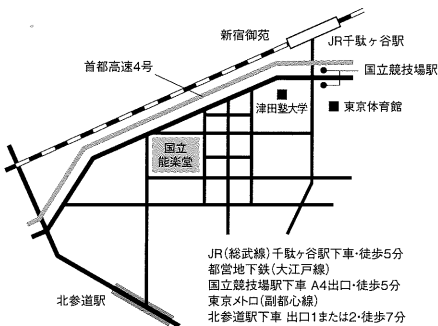 新宿御苑
JR千駄ヶ谷駅
首都高速4号
国立競技場駅
津田塾大学
東京体育館
国立
能楽堂
JR(総武線)千駄ヶ谷駅下車・徒歩5分
都営地下鉄(大江戸線)
国立競技場駅下車 A4出口・徒歩5分
東京メトロ(副都心線)
北参道駅下車 出口1または2・徒歩7分
北参道駅